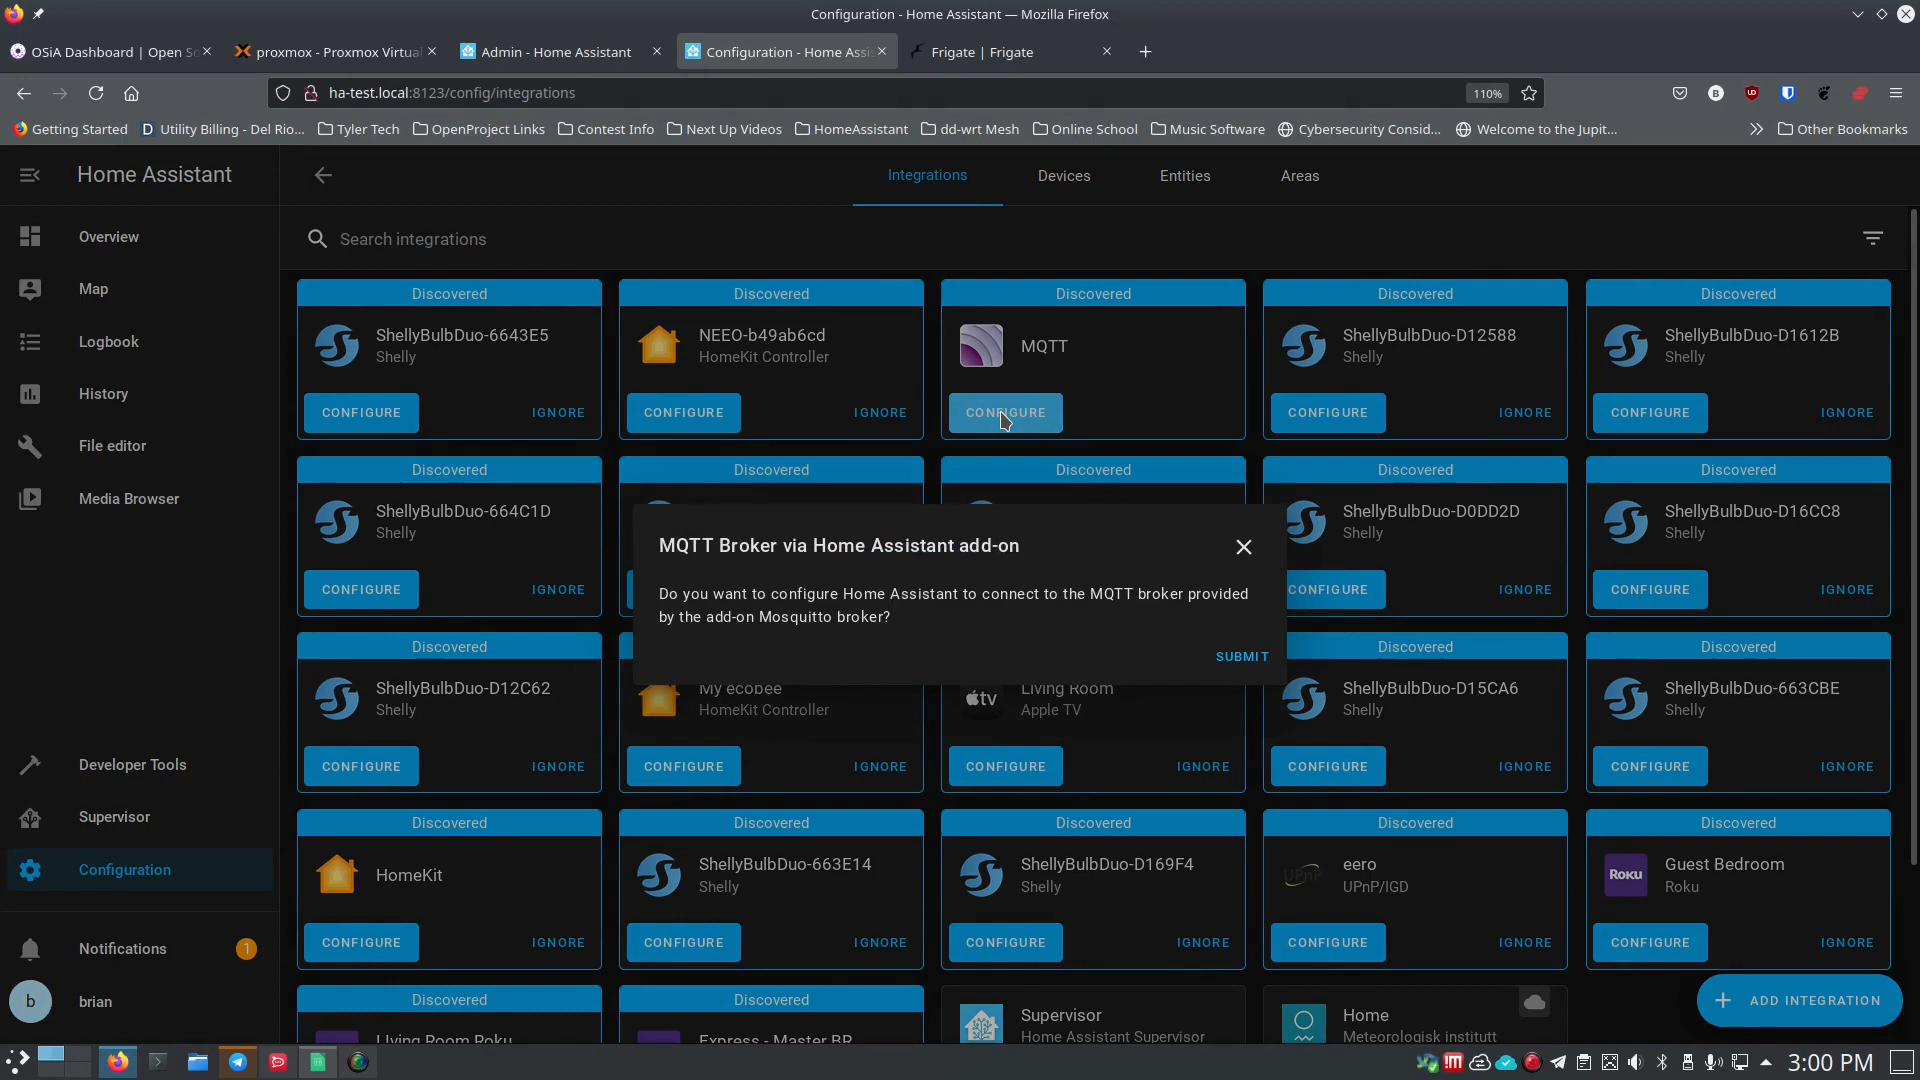 Configuration - Home Assistant — Mozilla Firefox
OSiA Dashboard | Open So
proxmox - Proxmox Virtual
Admin - Home Assistant
Configuration - Home Assis
Frigate | Frigate
ha-test.local:8123/config/integrations
110%
Getting Started
Utility Billing - Del Rio...
Tyler Tech
OpenProject Links
Contest Info
Next Up Videos
HomeAssistant
dd-wrt Mesh
Online School
Music Software
Cybersecurity Consid...
Welcome to the Jupit...
Other Bookmarks
Home Assistant
Integrations
Devices
Entities
Areas
Overview
Map
Logbook
History
File editor
Media Browser
Developer Tools
Supervisor
Configuration
Notifications
1
b
brian
Search integrations
Discovered
Discovered
Discovered
Discovered
Discovered
ShellyBulbDuo-6643E5
Shelly
NEEO-b49ab6cd
HomeKit Controller
MQTT
ShellyBulbDuo-D12588
Shelly
ShellyBulbDuo-D1612B
Shelly
CONFIGURE
IGNORE
CONFIGURE
IGNORE
CONFIGURE
CONFIGURE
IGNORE
CONFIGURE
IGNORE
Discovered
Discovered
Discovered
Discovered
Discovered
ShellyBulbDuo-664C1D
Shelly
ShellyBulbDuo-D0DD2D
Shelly
ShellyBulbDuo-D16CC8
Shelly
CONFIGURE
IGNORE
CONFIGURE
IGNORE
CONFIGURE
IGNORE
MQTT Broker via Home Assistant add-on
Do you want to configure Home Assistant to connect to the MQTT broker provided
by the add-on Mosquitto broker?
SUBMIT
Discovered
Discovered
Discovered
ShellyBulbDuo-D12C62
Shelly
My ecobee
HomeKit Controller
tv
Living Room
Apple TV
ShellyBulbDuo-D15CA6
Shelly
ShellyBulbDuo-663CBE
Shelly
CONFIGURE
IGNORE
CONFIGURE
IGNORE
CONFIGURE
IGNORE
CONFIGURE
IGNORE
CONFIGURE
IGNORE
Discovered
Discovered
Discovered
Discovered
Discovered
HomeKit
ShellyBulbDuo-663E14
Shelly
ShellyBulbDuo-D169F4
Shelly
UPnP
eero
UPnP/IGD
Roku
Guest Bedroom
Roku
CONFIGURE
IGNORE
CONFIGURE
IGNORE
CONFIGURE
IGNORE
CONFIGURE
IGNORE
CONFIGURE
IGNORE
Discovered
Discovered
Living Room Roku
Express - Master BR
Supervisor
Home Assistant Supervisor
Home
Meteorologisk institutt
ADD INTEGRATION
3:00 PM